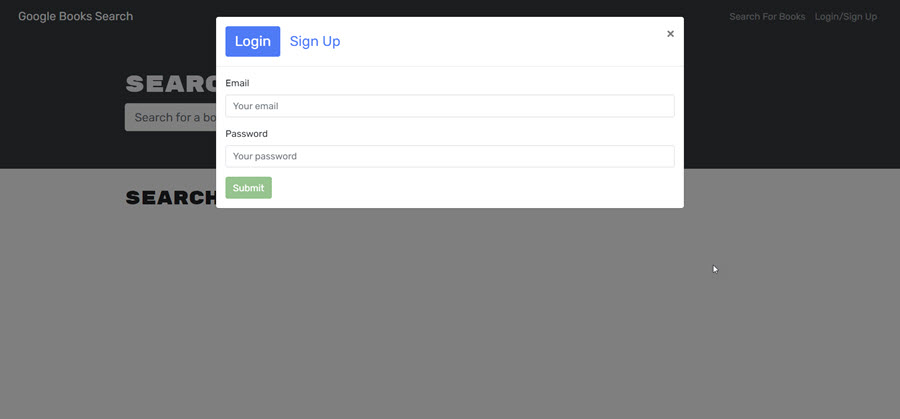 Google Books Search
Search For Books
Login/Sign Up
Login
Sign Up
×
Email
Your email
Password
Your password
Submit
Search for a bo
SEARCH